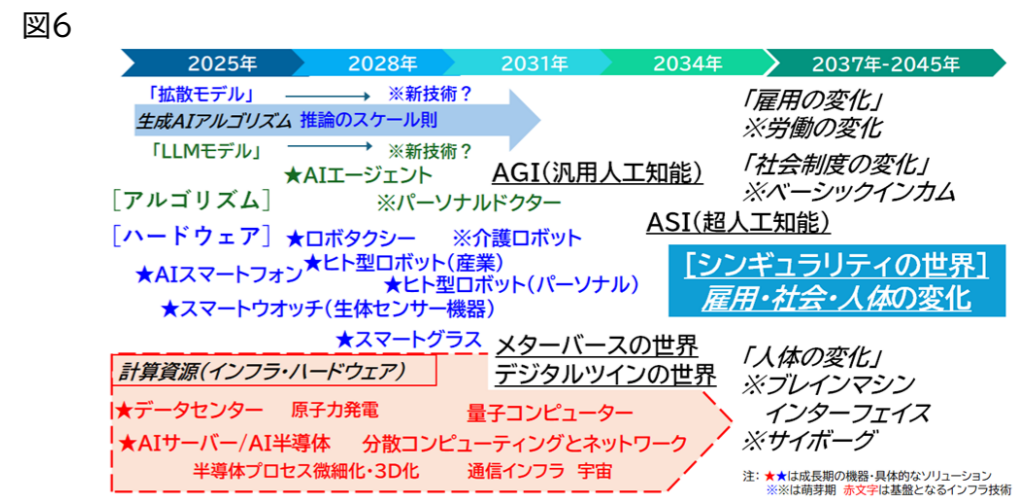 図6
2025年 2028年 2031年 2034年 2037年-2045年
「拡散モデル」 ※新技術？
生成AIアルゴリズム 推論のスケール則
「LLMモデル」 ※新技術？
★AIエージェント
AGI(汎用人工知能)
[アルゴリズム]
※パーソナルドクター
ASI(超人工知能)
[ハードウェア] ★ロボタクシー ※介護ロボット
★AIスマートフォン
★ヒト型ロボット(産業)
★ヒト型ロボット(パーソナル)
★スマートウオッチ(生体センサー機器)
★スマートグラス
メターバースの世界
デジタルツインの世界
計算資源(インフラ・ハードウェア)
★データセンター 原子力発電 量子コンピューター
★AIサーバー/AI半導体 分散コンピューティングとネットワーク
半導体プロセス微細化・3D化 通信インフラ 宇宙
「雇用の変化」
※労働の変化
「社会制度の変化」
※ベーシックインカム
[シンギュラリティの世界]
雇用・社会・人体の変化
「人体の変化」
※ブレインマシン
インターフェイス
※サイボーグ
注: ★★は成長期の機器・具体的なソリューション
※※は萌芽期 赤文字は基盤となるインフラ技術